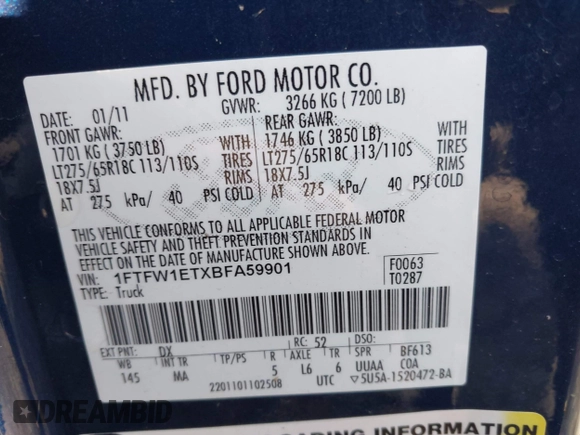 MFD. BY FORD MOTOR CO.
DATE: 01/11 GVWR: 3266 KG ( 7200 LB)
FRONT GAWR: REAR GAWR:
1701 KG ( 3750 LB) WITH 1746 KG ( 3850 LB) WITH
LT275/65R18C 113/110S TIRES LT275/65R18C 113/110S TIRES
18X7.5J RIMS 18X7.5J RIMS
AT 275 kPa/ 40 PSI COLD AT 275 kPa/ 40 PSI COLD
THIS VEHICLE CONFORMS TO ALL APPLICABLE FEDERAL MOTOR
VEHICLE SAFETY AND THEFT PREVENTION STANDARDS IN
EFFECT ON THE DATE OF MANUFACTURE SHOWN ABOVE.
VIN: 1FTFW1ETXBFA59901 F0063
TYPE: Truck T0287
EXT PNT: DX RC: 52 DSO:
WB INT TR TP/PS R AXLE TR SPR BF613
145 MA 5 L6 6 UUAA COA
2201101102508 UTC ▽5U5A-1520472-BA
DREAMBID
LOADING INFORMATION